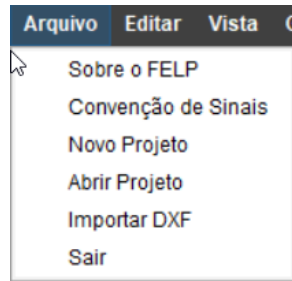 Arquivo Editar Vista
Sobre o FELP
Convenção de Sinais
Novo Projeto
Abrir Projeto
Importar DXF
Sair